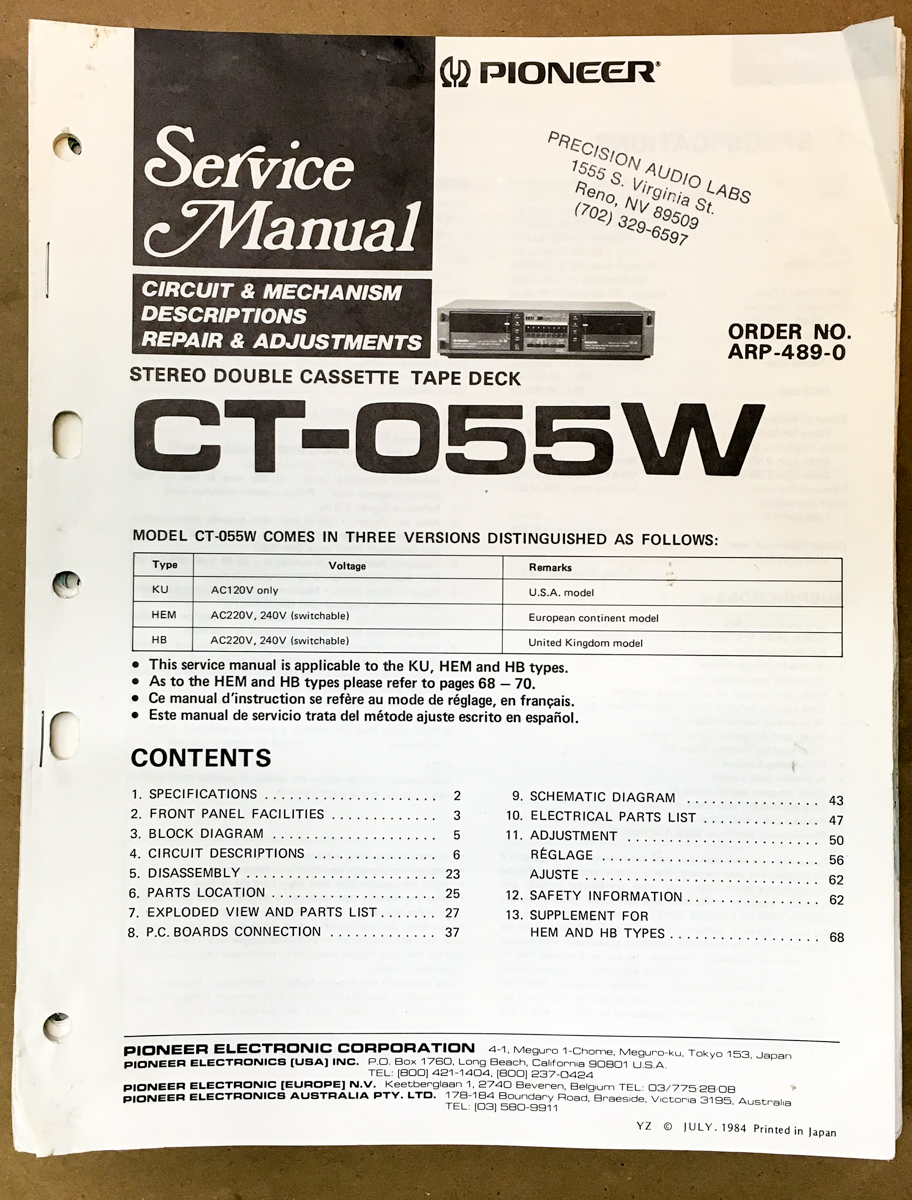 PIONEER®
Service
Manual
PRECISION AUDIO LABS
1555 S. Virginia St.
Reno, NV 89509
(702) 329-6597
CIRCUIT & MECHANISM
DESCRIPTIONS
REPAIR & ADJUSTMENTS
ORDER NO.
ARP-489-0
STEREO DOUBLE CASSETTE TAPE DECK
CT-055W
MODEL CT-055W COMES IN THREE VERSIONS DISTINGUISHED AS FOLLOWS:
Type Voltage Remarks
KU AC120V only U.S.A. model
HEM AC220V, 240V (switchable) European continent model
HB AC220V, 240V (switchable) United Kingdom model
● This service manual is applicable to the KU, HEM and HB types.
● As to the HEM and HB types please refer to pages 68 – 70.
● Ce manual d'instruction se refère au mode de réglage, en français.
● Este manual de servicio trata del métode ajuste escrito en español.
CONTENTS
1. SPECIFICATIONS . . . . . . . . . . . . . . . . . . . . . . 2
2. FRONT PANEL FACILITIES . . . . . . . . . . . . . 3
3. BLOCK DIAGRAM . . . . . . . . . . . . . . . . . . . . 5
4. CIRCUIT DESCRIPTIONS . . . . . . . . . . . . . . . 6
5. DISASSEMBLY . . . . . . . . . . . . . . . . . . . . . . . 23
6. PARTS LOCATION . . . . . . . . . . . . . . . . . . . . 25
7. EXPLODED VIEW AND PARTS LIST . . . . . . . 27
8. P.C. BOARDS CONNECTION . . . . . . . . . . . . . 37
9. SCHEMATIC DIAGRAM . . . . . . . . . . . . . . . 43
10. ELECTRICAL PARTS LIST . . . . . . . . . . . . . . 47
11. ADJUSTMENT . . . . . . . . . . . . . . . . . . . . . . 50
RÉGLAGE . . . . . . . . . . . . . . . . . . . . . . . . . 56
AJUSTE . . . . . . . . . . . . . . . . . . . . . . . . . . . 62
12. SAFETY INFORMATION . . . . . . . . . . . . . . . 62
13. SUPPLEMENT FOR
HEM AND HB TYPES . . . . . . . . . . . . . . . . . 68
PIONEER ELECTRONIC CORPORATION 4-1, Meguro 1-Chome, Meguro-ku, Tokyo 153, Japan
PIONEER ELECTRONICS [USA] INC. P.O. Box 1760, Long Beach, California 90801 U.S.A.
TEL: [800] 421-1404, [800] 237-0424
PIONEER ELECTRONIC [EUROPE] N.V. Keetberglaan 1, 2740 Beveren, Belgium TEL: 03/775·28·08
PIONEER ELECTRONICS AUSTRALIA PTY. LTD. 178-184 Boundary Road, Braeside, Victoria 3195, Australia
TEL: [03] 580-9911
YZ © JULY. 1984 Printed in Japan